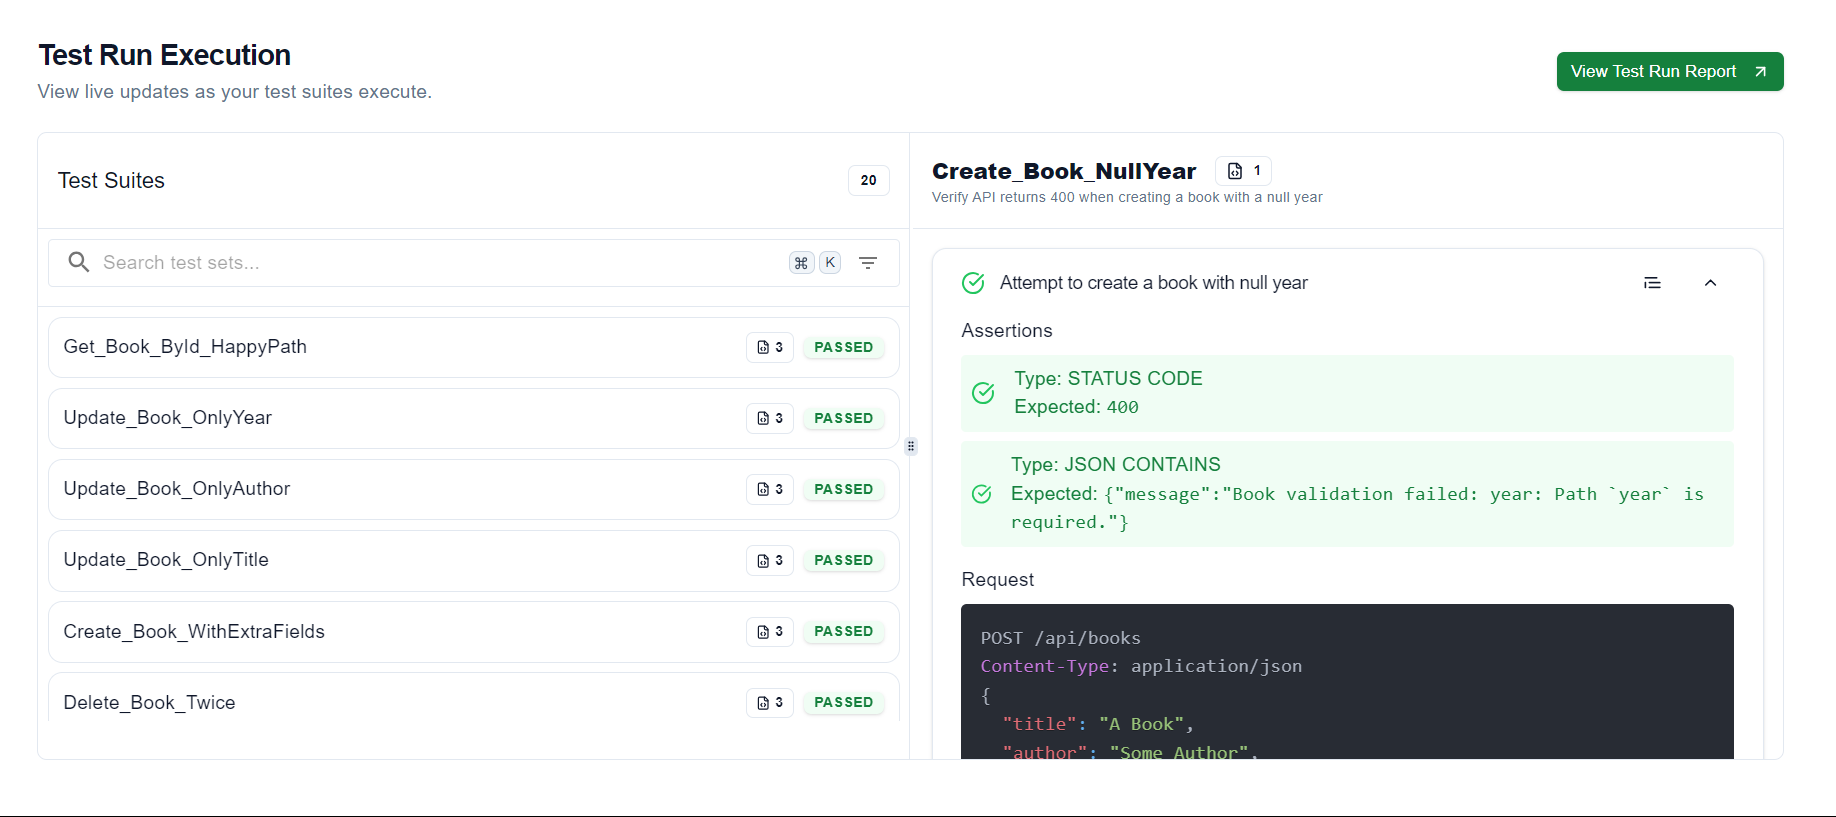 Test Run Execution
View live updates as your test suites execute.
View Test Run Report
Test Suites
20
Search test sets...
⌘ K
Get_Book_ById_HappyPath 3 PASSED
Update_Book_OnlyYear 3 PASSED
Update_Book_OnlyAuthor 3 PASSED
Update_Book_OnlyTitle 3 PASSED
Create_Book_WithExtraFields 3 PASSED
Delete_Book_Twice 3 PASSED
Create_Book_NullYear 1
Verify API returns 400 when creating a book with a null year
Attempt to create a book with null year
Assertions
Type: STATUS CODE
Expected: 400
Type: JSON CONTAINS
Expected: {"message":"Book validation failed: year: Path `year` is
required."}
Request
POST /api/books
Content-Type: application/json
{
"title": "A Book",
"author": "Some Author",